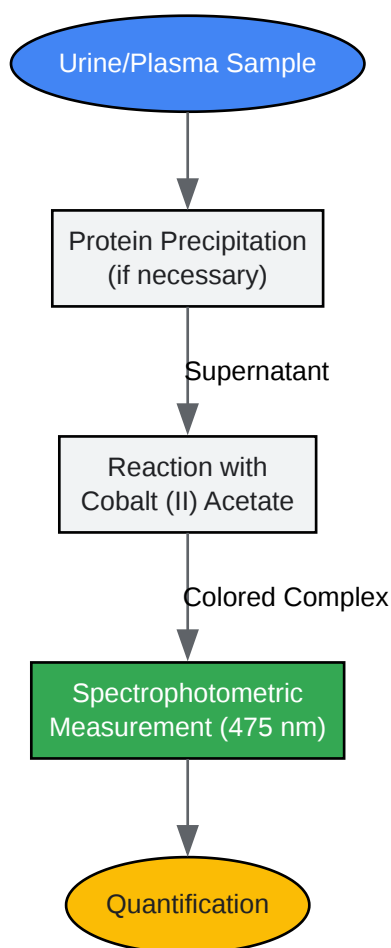 Urine/Plasma Sample
Protein Precipitation
(if necessary)
Supernatant
Reaction with
Cobalt (II) Acetate
Colored Complex
Spectrophotometric
Measurement (475 nm)
Quantification